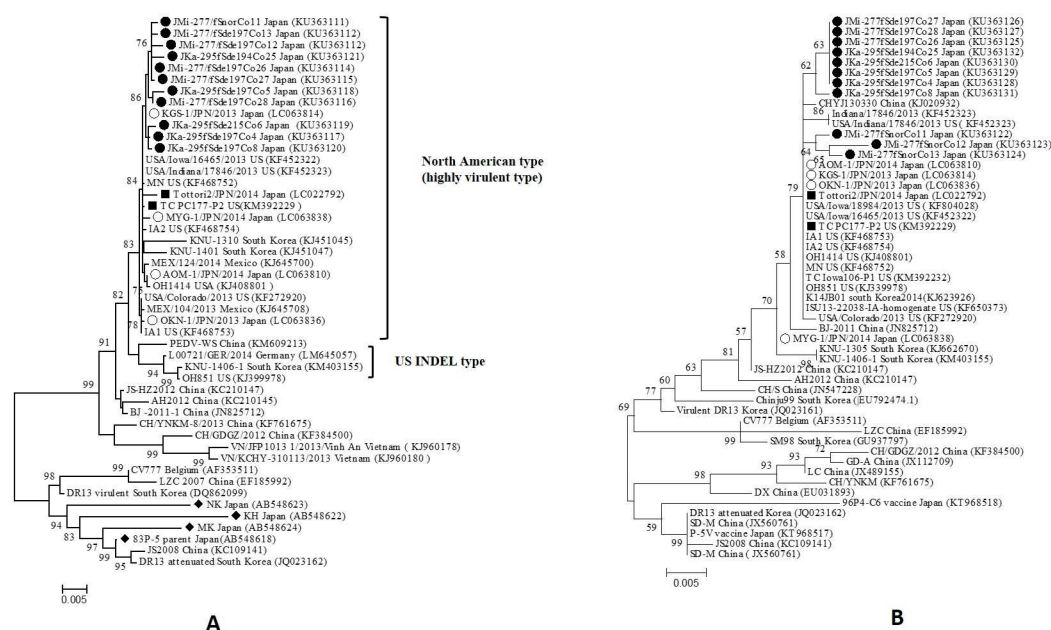 JMi-277/fSnorCo11 Japan (KU363111)
JMi-277/fSde197Co13 Japan (KU363112)
JMi-277/fSde197Co12 Japan (KU363112)
JKa-295fSde194Co25 Japan (KU363121)
JMi-277/fSde197Co26 Japan (KU363114)
JMi-277/fSde197Co27 Japan (KU363115)
JKa-295fSde197Co5 Japan (KU363118)
JMi-277/fSde197Co28 Japan (KU363116)
KGS-1/JPN/2013 Japan (LC063814)
JKa-295fSde215Co6 Japan (KU363119)
JKa-295fSde197Co4 Japan (KU363117)
JKa-295fSde197Co8 Japan (KU363120)
USA/Iowa/16465/2013 US (KF452322)
USA/Indiana/17846/2013 US (KF452323)
MN US (KF468752)
Tottori2/JPN/2014 Japan (LC022792)
TC PC177-P2 US(KM392229 )
MYG-1/JPN/2014 Japan (LC063838)
IA2 US (KF468754)
KNU-1310 South Korea (KJ451045)
KNU-1401 South Korea (KJ451047)
MEX/124/2014 Mexico (KJ645700)
AOM-1/JPN/2014 Japan (LC063810)
OH1414 USA (KJ408801)
USA/Colorado/2013 US (KF272920)
MEX/104/2013 Mexico (KJ645708)
OKN-1/JPN/2013 Japan (LC063836)
IA1 US (KF468753)
PEDV-WS China (KM609213)
L00721/GER/2014 Germany (LM645057)
KNU-1406-1 South Korea (KM403155)
OH851 US(KJ399978)
JS-HZ2012 China (KC210147)
AH2012 China (KC210145)
BJ -2011-1 China (JN825712)
CH/YNKM-8/2013 China (KF761675)
CH/GDGZ/2012 China (KF384500)
VN/JFP1013 1/2013/Vinh An Vietnam ( KJ960178)
VN/KCHY-310113/2013 Vietnam ( KJ960180 )
CV777 Belgium (AF353511)
LZC 2007 China (EF185992)
DR13 virulent South Korea (DQ862099)
NK Japan (AB548623)
KH Japan (AB548622)
MK Japan (AB548624)
83P-5 parent Japan(AB548618)
JS2008 China (KC109141)
DR13 attenuated South Korea (JQ023162)
76
86
84
83
75
78
82
91
94
99
99
99
99
99
98
94
83
97
99
95
0.005
A
North American type
(highly virulent type)
US INDEL type
JMi-277fSde197Co27 Japan (KU363126)
JMi-277fSde197Co28 Japan (KU363127)
JMi-277fSde197Co26 Japan (KU363125)
JKa-295fSde194Co25 Japan (KU363132)
JKa-295fSde215Co6 Japan (KU363130)
JKa-295fSde197Co5 Japan (KU363129)
JKa-295fSde197Co4 Japan (KU363128)
JKa-295fSde197Co8 Japan (KU363131)
CHYJ130330 China (KJ020932)
Indiana/17846/2013 (KF452323)
USA/Indiana/17846/2013 US ( KF452323)
JMi-277fSnorCo11 Japan (KU363122)
JMi-277fSnorCo12 Japan (KU363123)
JMi-277fSnorCo13 Japan (KU363124)
AOM-1/JPN/2014 Japan (LC063810)
KGS-1/JPN/2013 Japan (LC063814)
OKN-1/JPN/2013 Japan (LC063836)
Tottori2/JPN/2014 Japan (LC022792)
USA/Iowa/18984/2013 US ( KF804028)
USA/Iowa/16465/2013 US (KF452322)
TC PC177-P2 US (KM392229)
IA1 US (KF468753)
IA2 US (KF468754)
OH1414 US (KJ408801)
MN US (KF468752)
TC Iowa106-P1 US (KM392232)
OH851 US (KJ339978)
K14JB01 south Korea2014(KJ623926)
ISU13-22038-IA-homogenate US (KF650373)
USA/Colorado/2013 US (KF272920)
BJ-2011 China (JN825712)
MYG-1/JPN/2014 Japan (LC063838)
KNU-1305 South Korea (KJ662670)
KNU-1406-1 South Korea (KM403155)
JS-HZ2012 China (KC210147)
AH2012 China (KC210147)
CH/S China (JN547228)
Chinju99 South Korea (EU792474.1)
Virulent DR13 Korea (JQ023161)
CV777 Belgium (AF353511)
LZC China (EF185992)
SM98 South Korea (GU937797)
CH/GDGZ/2012 China (KF384500)
GD-A China (JX112709)
LC China (JX489155)
CH/YNKM (KF761675)
DX China (EU031893)
96P4-C6 vaccine Japan (KT968518)
DR13 attenuated Korea (JQ023162)
SD-M China (JX560761)
P-5V vaccine Japan (KT968517)
JS2008 China (KC109141)
SD-M China ( JX560761)
63
62
86
64
65
79
58
70
98
57
81
63
60
77
69
99
72
93
93
98
59
99
0.005
B